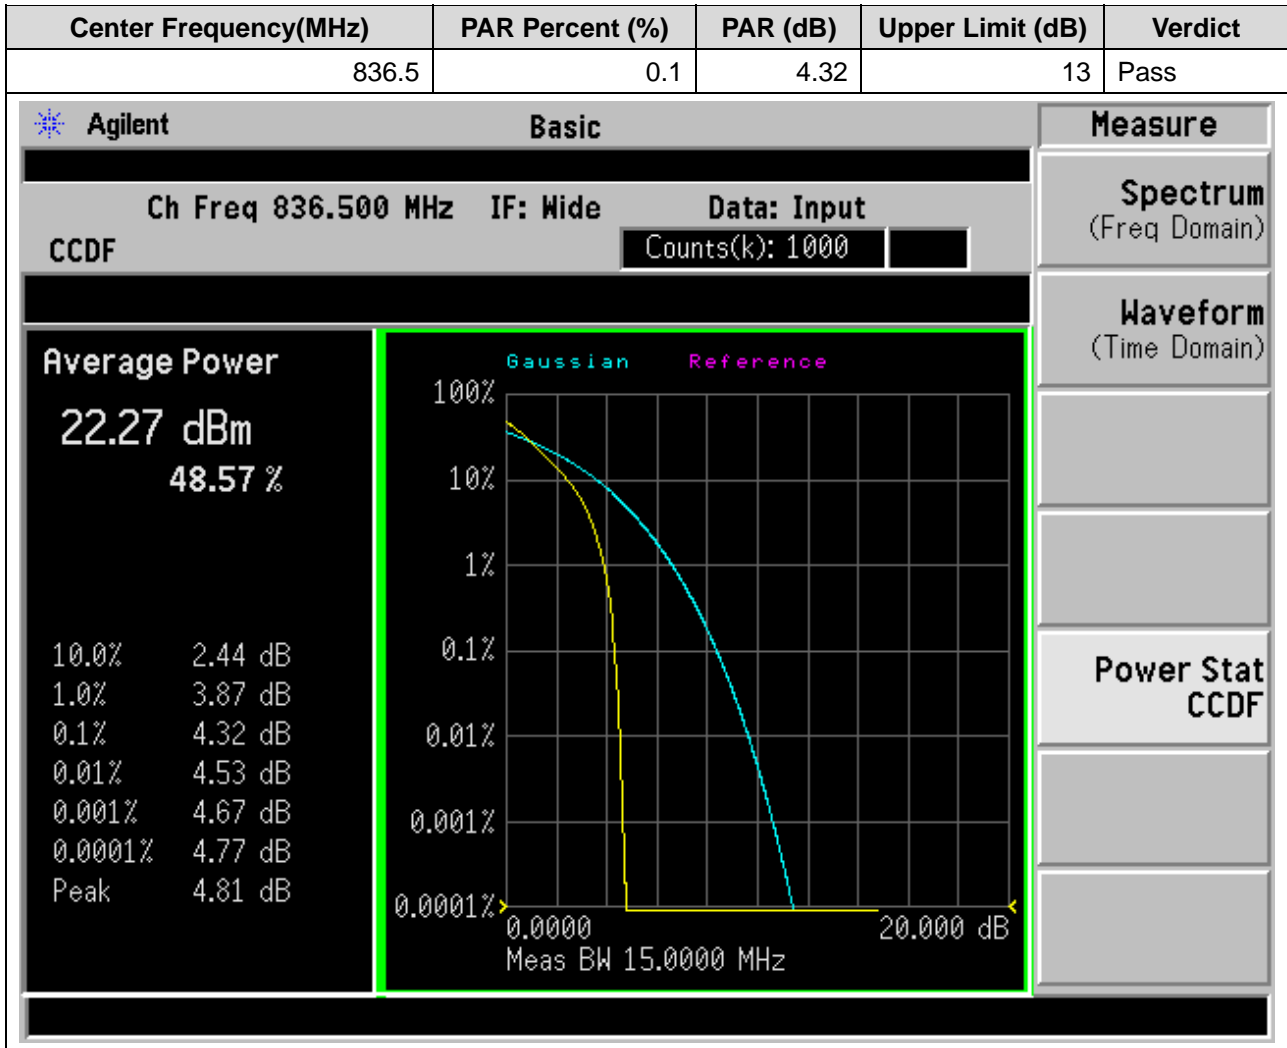 Center Frequency(MHz) PAR Percent (%) PAR (dB) Upper Limit (dB) Verdict
836.5 0.1 4.32 13 Pass
Agilent Basic Measure
Ch Freq 836.500 MHz IF: Wide Data: Input
CCDF Counts(k): 1000
Spectrum
(Freq Domain)
Waveform
(Time Domain)
Power Stat
CCDF
Average Power
22.27 dBm
48.57 %
10.0% 2.44 dB
1.0% 3.87 dB
0.1% 4.32 dB
0.01% 4.53 dB
0.001% 4.67 dB
0.0001% 4.77 dB
Peak 4.81 dB
Gaussian Reference
100%
10%
1%
0.1%
0.01%
0.001%
0.0001%
0.0000 20.000 dB
Meas BW 15.0000 MHz